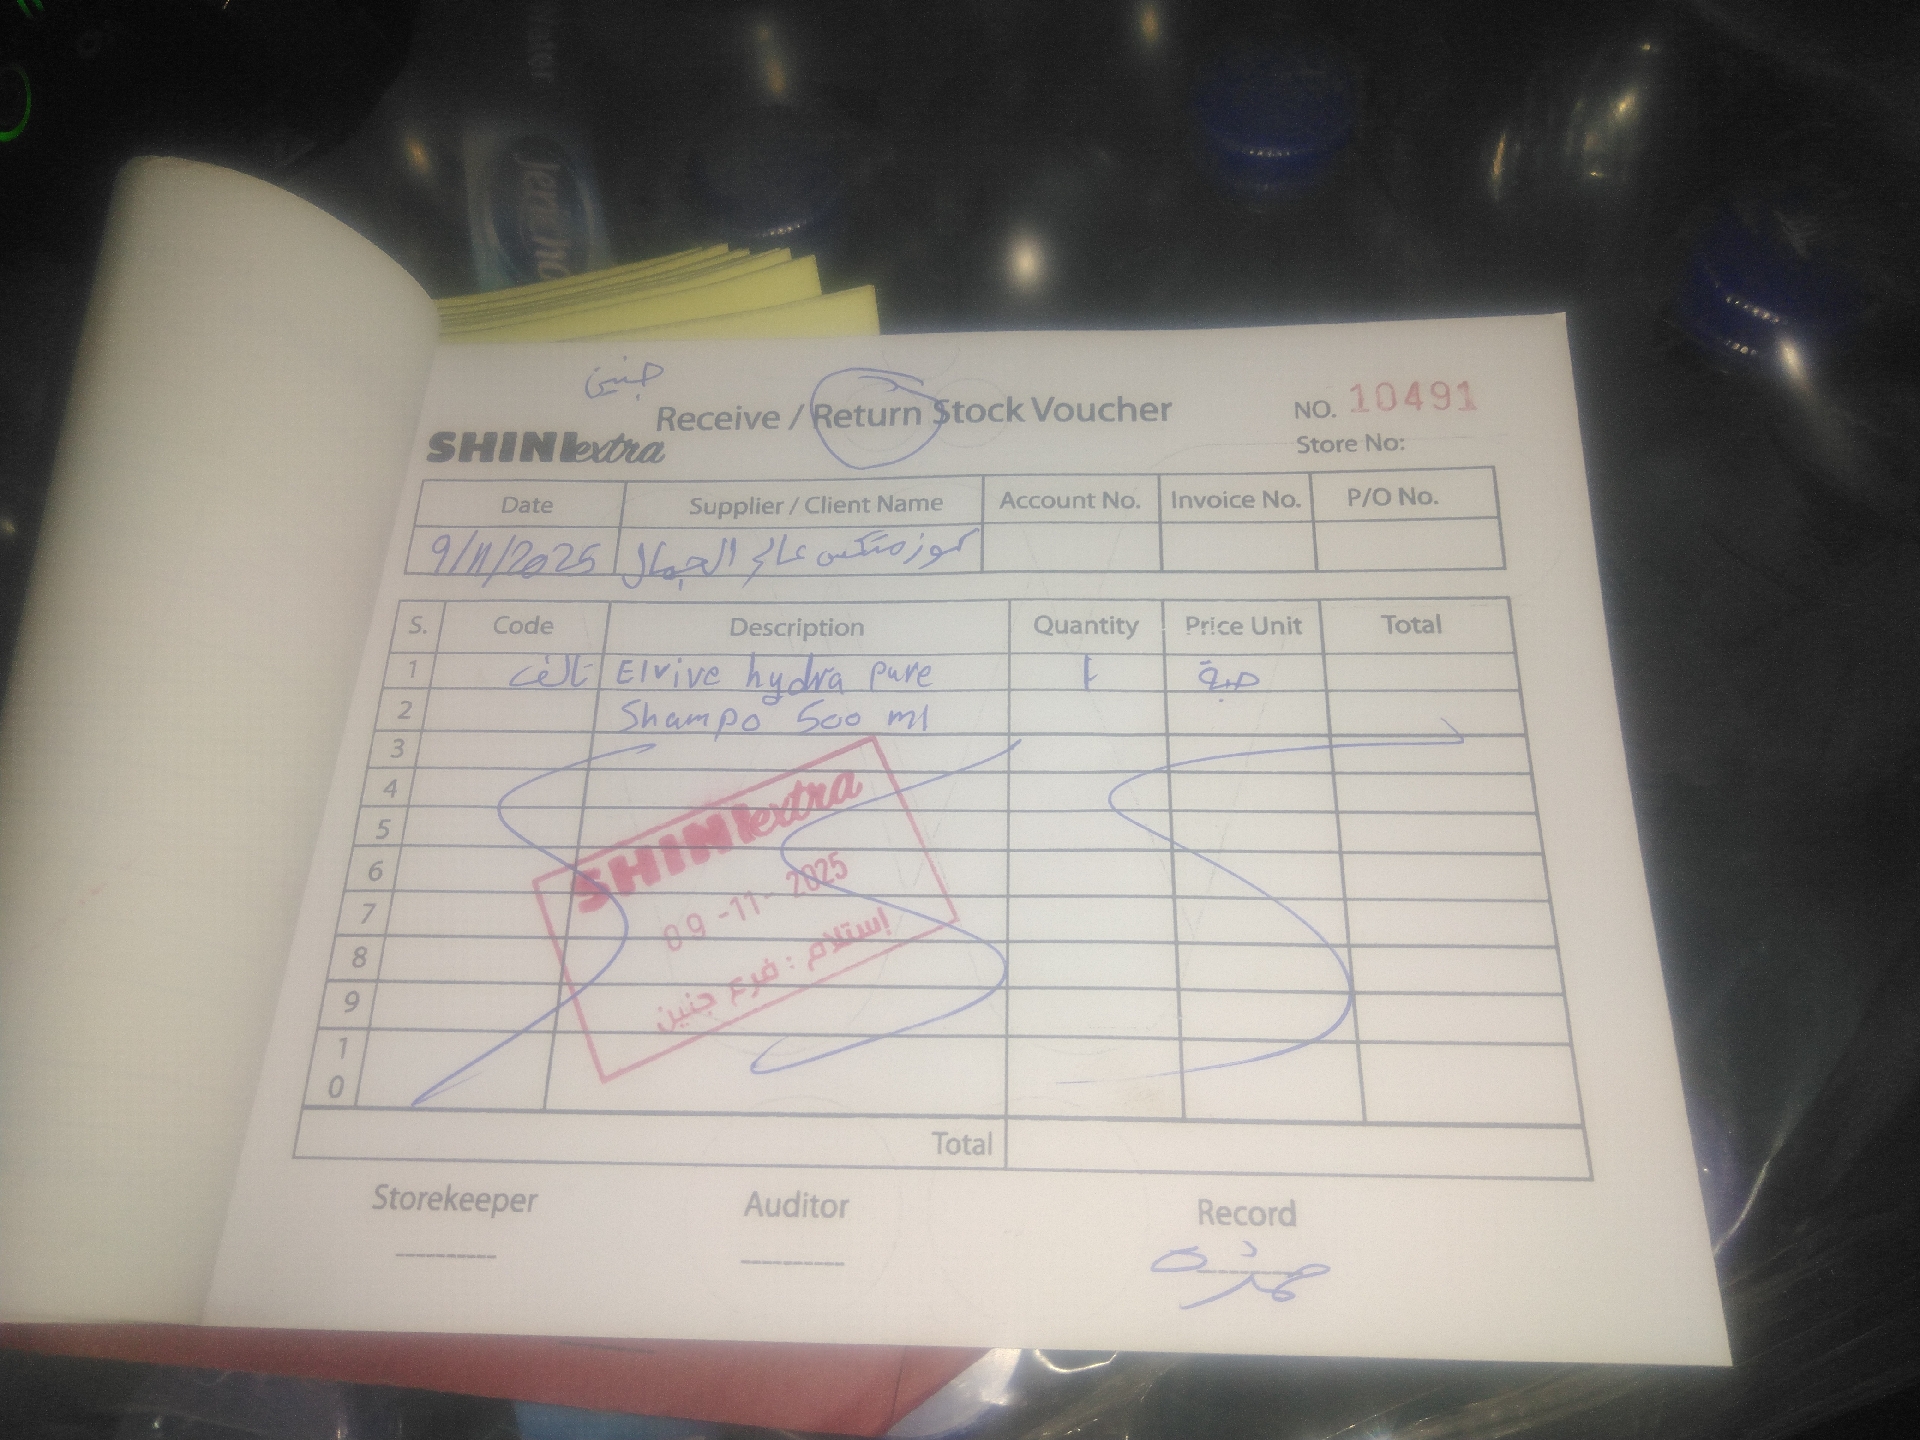 جنين
Receive / Return Stock Voucher
NO. 10491
SHINIextra
Store No:
Date Supplier / Client Name Account No. Invoice No. P/O No.
9/11/2025 كوزمتكس عالم الجمال
S. Code Description Quantity Price Unit Total
1 تالف Elvive hydra pure 1 حبة
2 Shampo 500 ml
3
4
5
6
7
8
9
10
SHINIextra
09-11-2025
إستلام : فرع جنين
Total
Storekeeper Auditor Record
حمزه